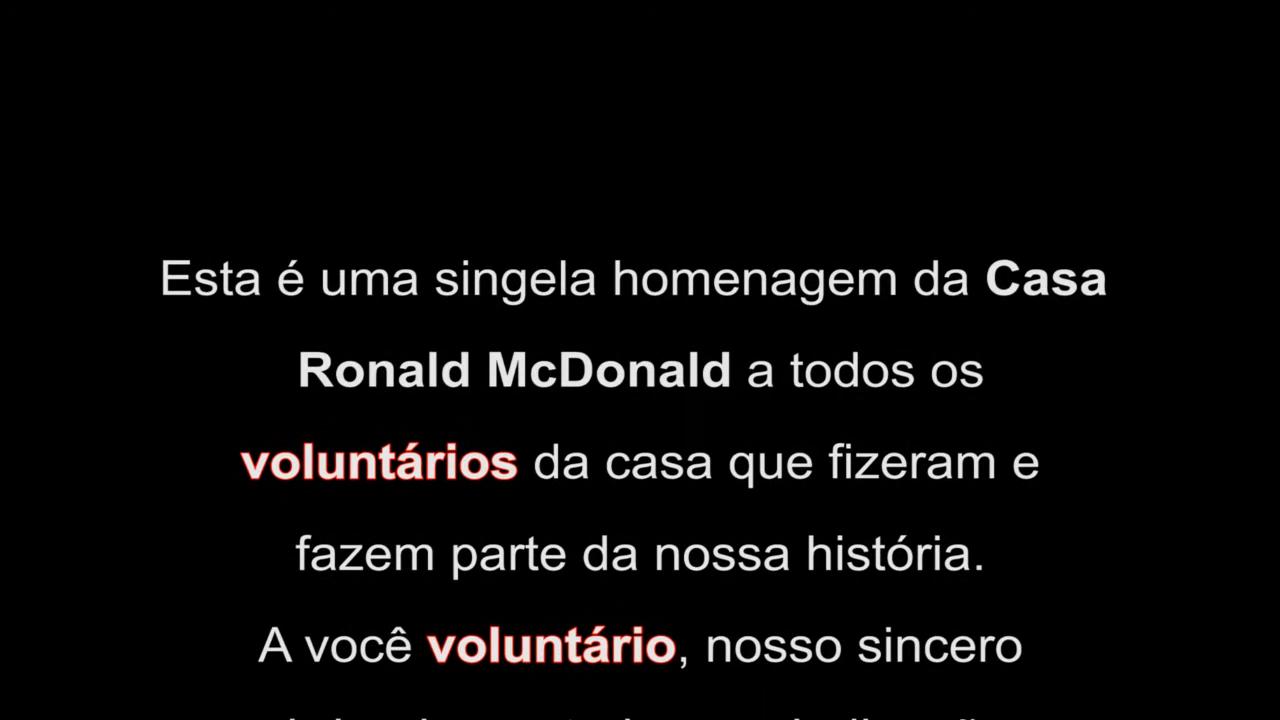 Esta é uma singela homenagem da Casa
Ronald McDonald a todos os
voluntários da casa que fizeram e
fazem parte da nossa história.
A você voluntário, nosso sincero